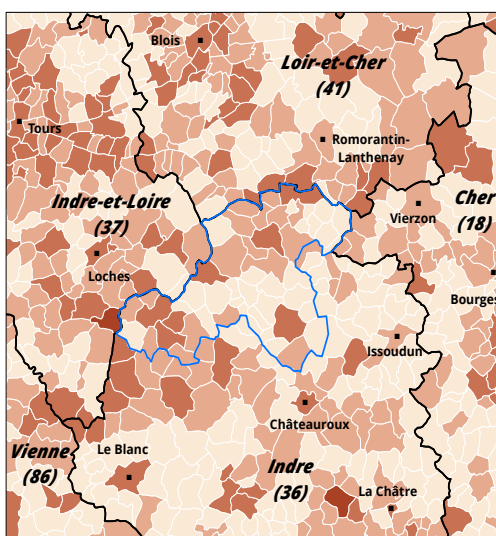 Blois
Loir-et-Cher
(41)
Tours
Romorantin-
Lanthenay
Indre-et-Loire
(37)
Cher
(18)
Vierzon
Loches
Bourges
Issoudun
Châteauroux
Vienne
(86)
Le Blanc
Indre
(36)
La Châtre